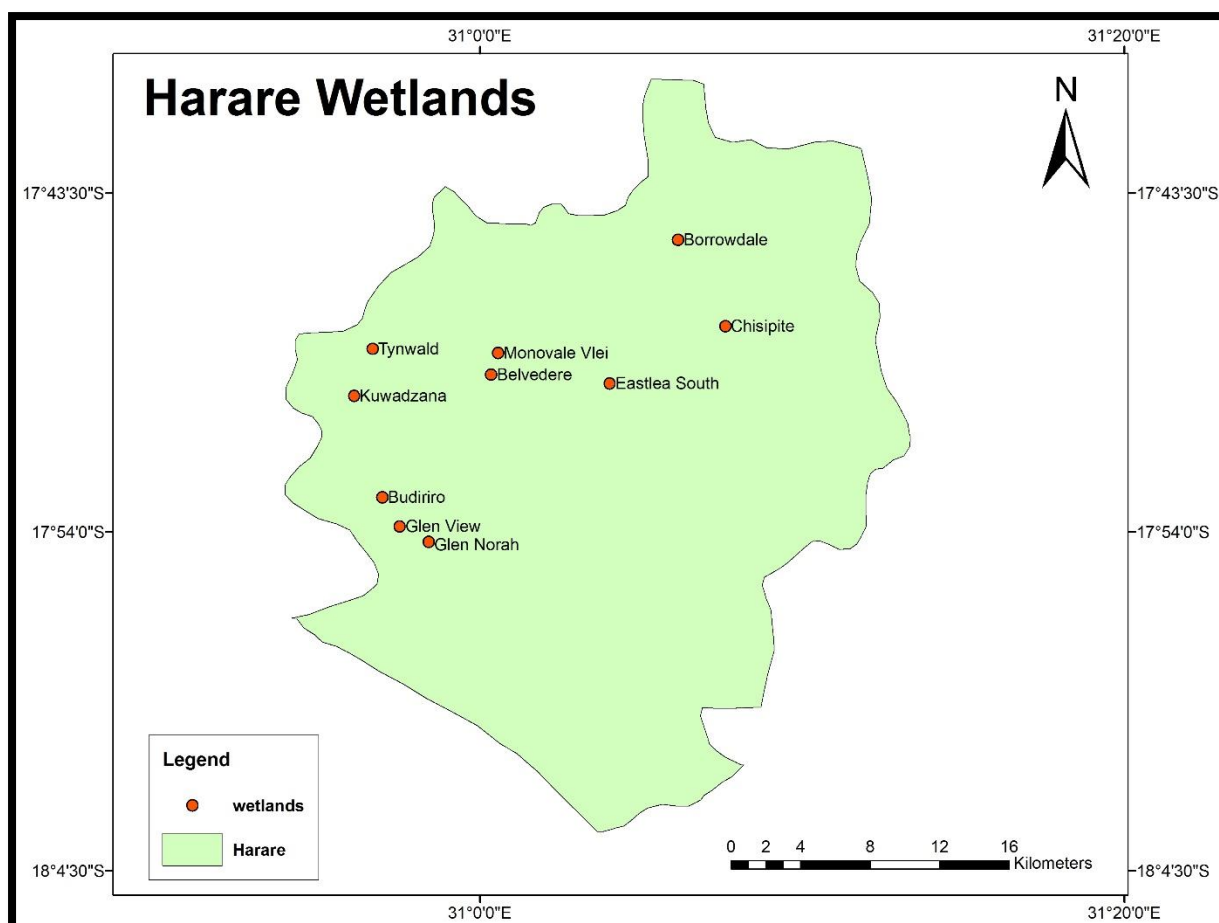 31°0'0"E
31°20'0"E
Harare Wetlands
N
17°43'30"S
17°43'30"S
Borrowdale
Chisipite
Tynwald
Monovale Vlei
Belvedere
Eastlea South
Kuwadzana
Budiriro
Glen View
17°54'0"S
17°54'0"S
Glen Norah
Legend
wetlands
Harare
0 2 4 8 12 16
Kilometers
18°4'30"S
18°4'30"S
31°0'0"E
31°20'0"E